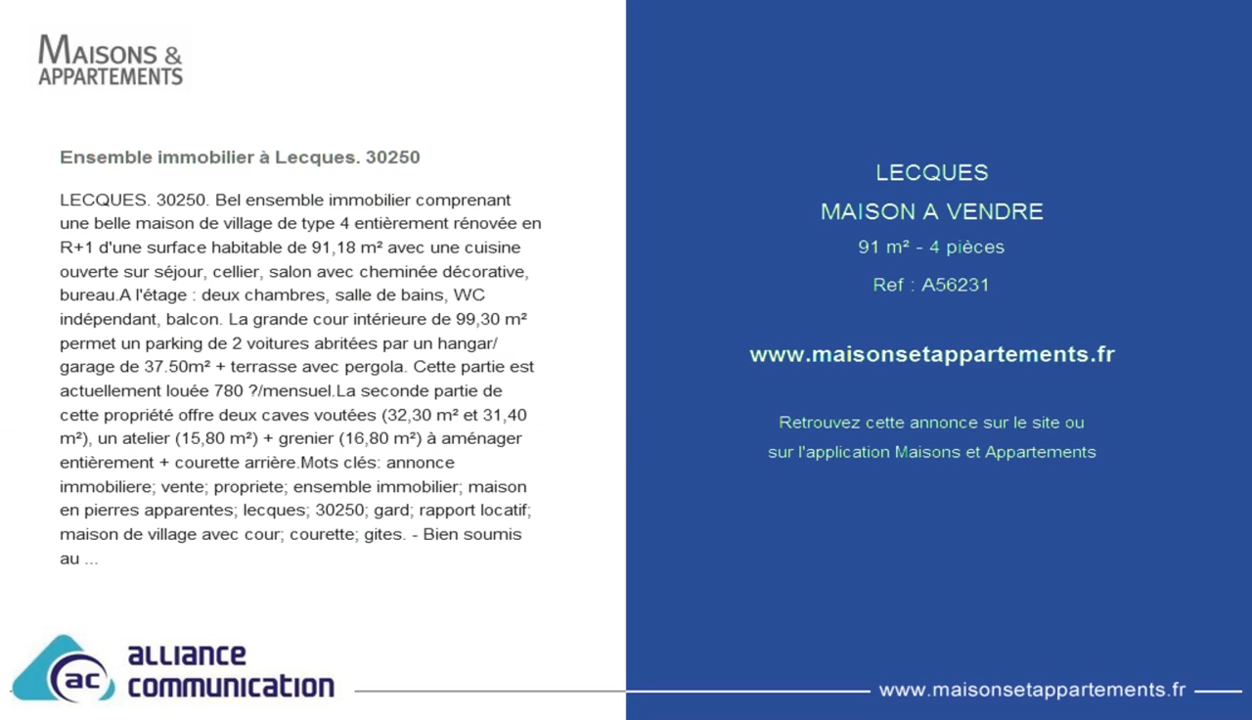 MAISONS &
APPARTEMENTS
Ensemble immobilier à Lecques. 30250
LECQUES. 30250. Bel ensemble immobilier comprenant
une belle maison de village de type 4 entièrement rénovée en
R+1 d'une surface habitable de 91,18 m² avec une cuisine
ouverte sur séjour, cellier, salon avec cheminée décorative,
bureau.A l'étage : deux chambres, salle de bains, WC
indépendant, balcon. La grande cour intérieure de 99,30 m²
permet un parking de 2 voitures abritées par un hangar/
garage de 37.50m² + terrasse avec pergola. Cette partie est
actuellement louée 780 ?/mensuel.La seconde partie de
cette propriété offre deux caves voutées (32,30 m² et 31,40
m²), un atelier (15,80 m²) + grenier (16,80 m²) à aménager
entièrement + courette arrière.Mots clés: annonce
immobiliere; vente; propriete; ensemble immobilier; maison
en pierres apparentes; lecques; 30250; gard; rapport locatif;
maison de village avec cour; courette; gites. - Bien soumis
au ...
ac alliance
communication
LECQUES
MAISON A VENDRE
91 m² - 4 pièces
Ref : A56231
www.maisonsetappartements.fr
Retrouvez cette annonce sur le site ou
sur l'application Maisons et Appartements
www.maisonsetappartements.fr